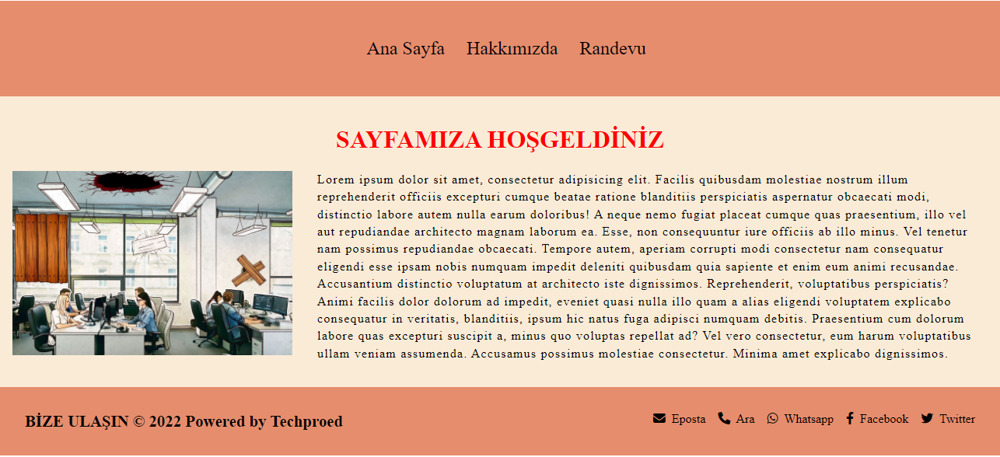 Ana Sayfa Hakkımızda Randevu
SAYFAMIZA HOŞGELDİNİZ
Lorem ipsum dolor sit amet, consectetur adipisicing elit. Facilis quibusdam molestiae nostrum illum
reprehenderit officiis excepturi cumque beatae ratione blanditiis perspiciatis aspernatur obcaecati modi,
distinctio labore autem nulla earum doloribus! A neque nemo fugiat placeat cumque quas praesentium, illo vel
aut repudiandae architecto magnam laborum ea. Esse, non consequuntur iure officiis ab illo minus. Vel tenetur
nam possimus repudiandae obcaecati. Tempore autem, aperiam corrupti modi consectetur nam consequatur
eligendi esse ipsam nobis numquam impedit deleniti quibusdam quia sapiente et enim eum animi recusandae.
Accusantium distinctio voluptatum at architecto iste dignissimos. Reprehenderit, voluptatibus perspiciatis?
Animi facilis dolor dolorum ad impedit, eveniet quasi nulla illo quam a alias eligendi voluptatem explicabo
consequatur in veritatis, blanditiis, ipsum hic natus fuga adipisci numquam debitis. Praesentium cum dolorum
labore quas excepturi suscipit a, minus quo voluptas repellat ad? Vel vero consectetur, eum harum voluptatibus
ullam veniam assumenda. Accusamus possimus molestiae consectetur. Minima amet explicabo dignissimos.
BİZE ULAŞIN © 2022 Powered by Techproed
Eposta Ara Whatsapp Facebook Twitter